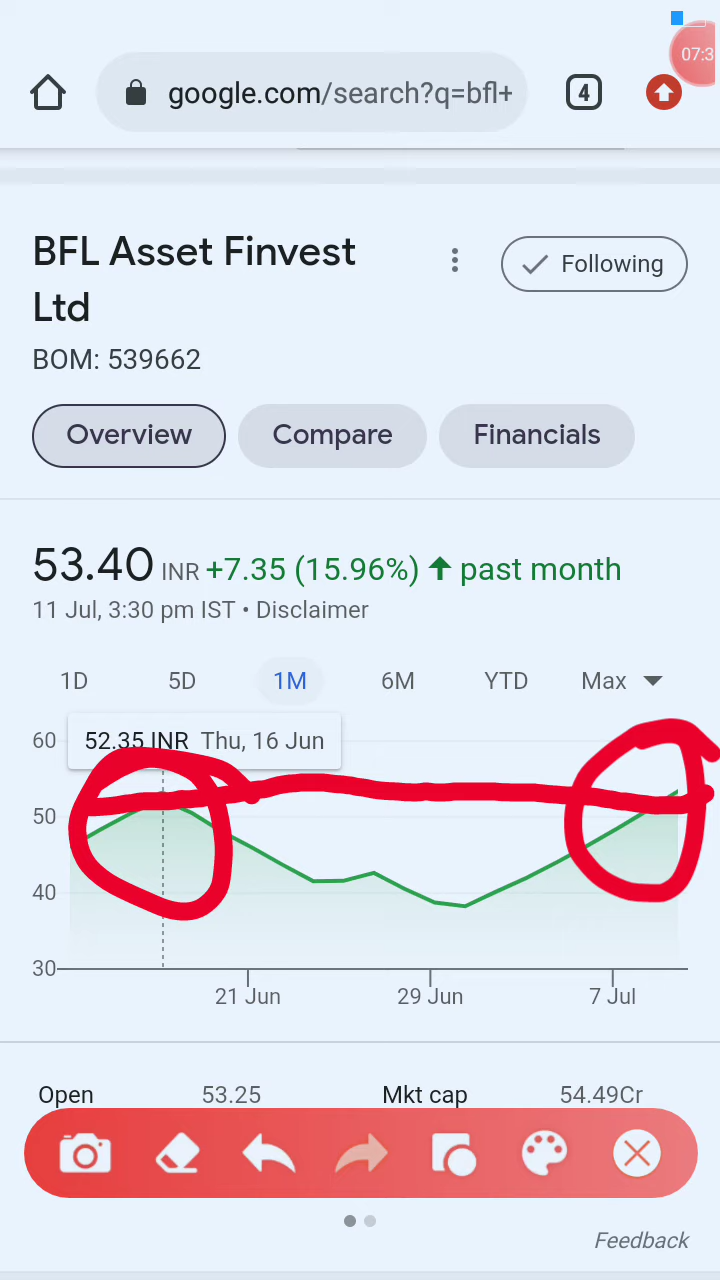 07:3
google.com/search?q=bfl+
4
BFL Asset Finvest
Ltd
Following
BOM: 539662
Overview
Compare
Financials
53.40 INR +7.35 (15.96%) past month
11 Jul, 3:30 pm IST • Disclaimer
1D 5D 1M 6M YTD Max
52.35 INR Thu, 16 Jun
60
50
40
30
21 Jun 29 Jun 7 Jul
Open 53.25 Mkt cap 54.49Cr
Feedback